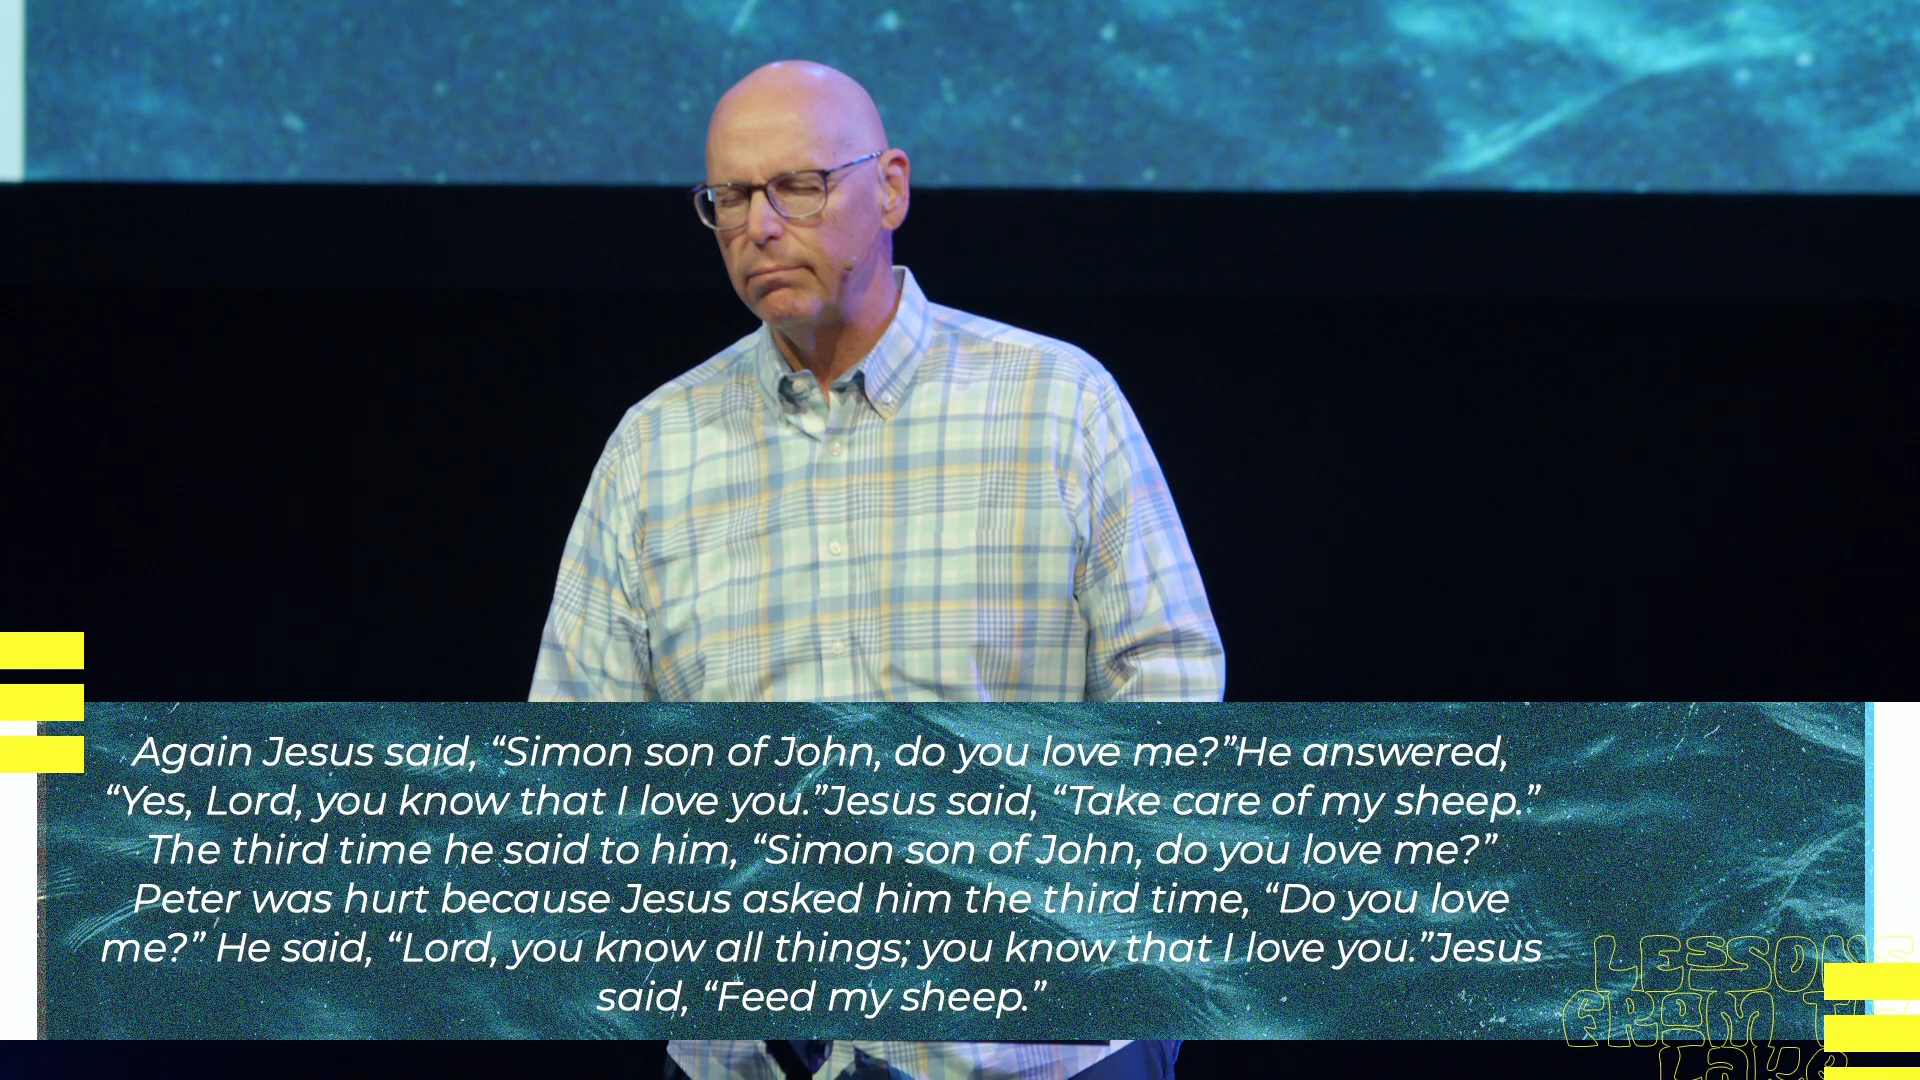 Again Jesus said, “Simon son of John, do you love me?”He answered,
“Yes, Lord, you know that I love you.”Jesus said, “Take care of my sheep.”
The third time he said to him, “Simon son of John, do you love me?”
Peter was hurt because Jesus asked him the third time, “Do you love
me?” He said, “Lord, you know all things; you know that I love you.”Jesus
said, “Feed my sheep.”
LESSONS
FROM
Lake